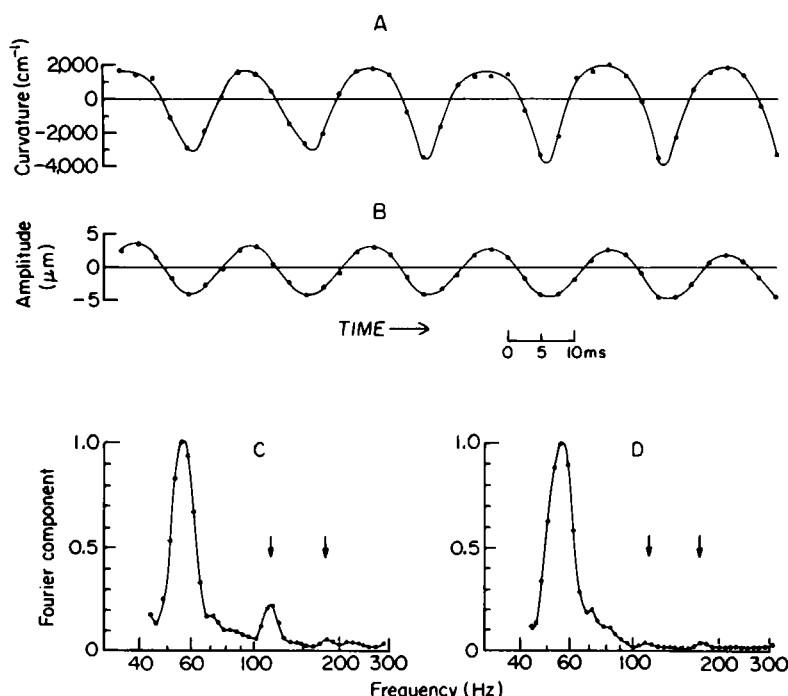 A
Curvature (cm⁻¹)
2,000
0
-2,000
-4,000
B
Amplitude
(μm)
5
0
-5
TIME →
0 5 10 ms
C
Fourier component
1.0
0.5
0
40 60 100 200 300
D
1.0
0.5
0
40 60 100 200 300
Frequency (Hz)